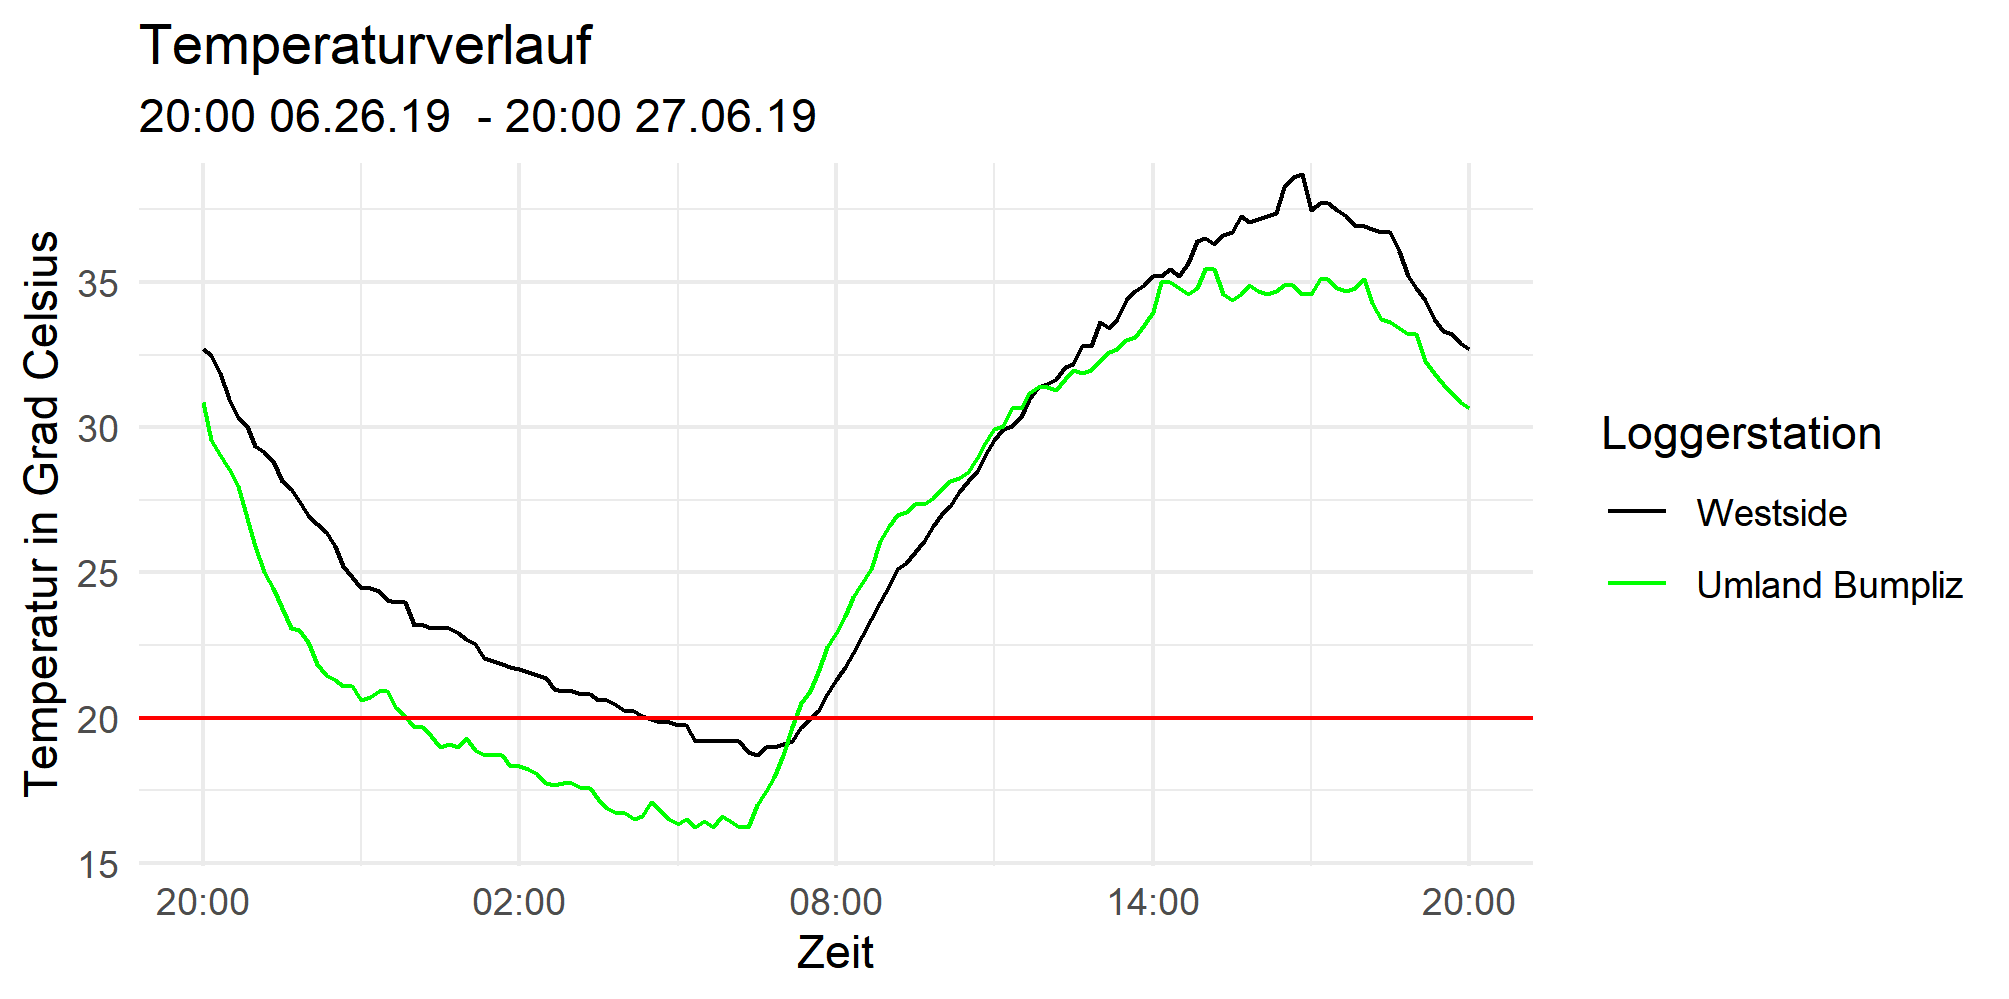 Temperaturverlauf
20:00 06.26.19  - 20:00 27.06.19
Temperatur in Grad Celsius
35
30
25
20
15
20:00 02:00 08:00 14:00 20:00
Zeit
Loggerstation
Westside
Umland Bumpliz